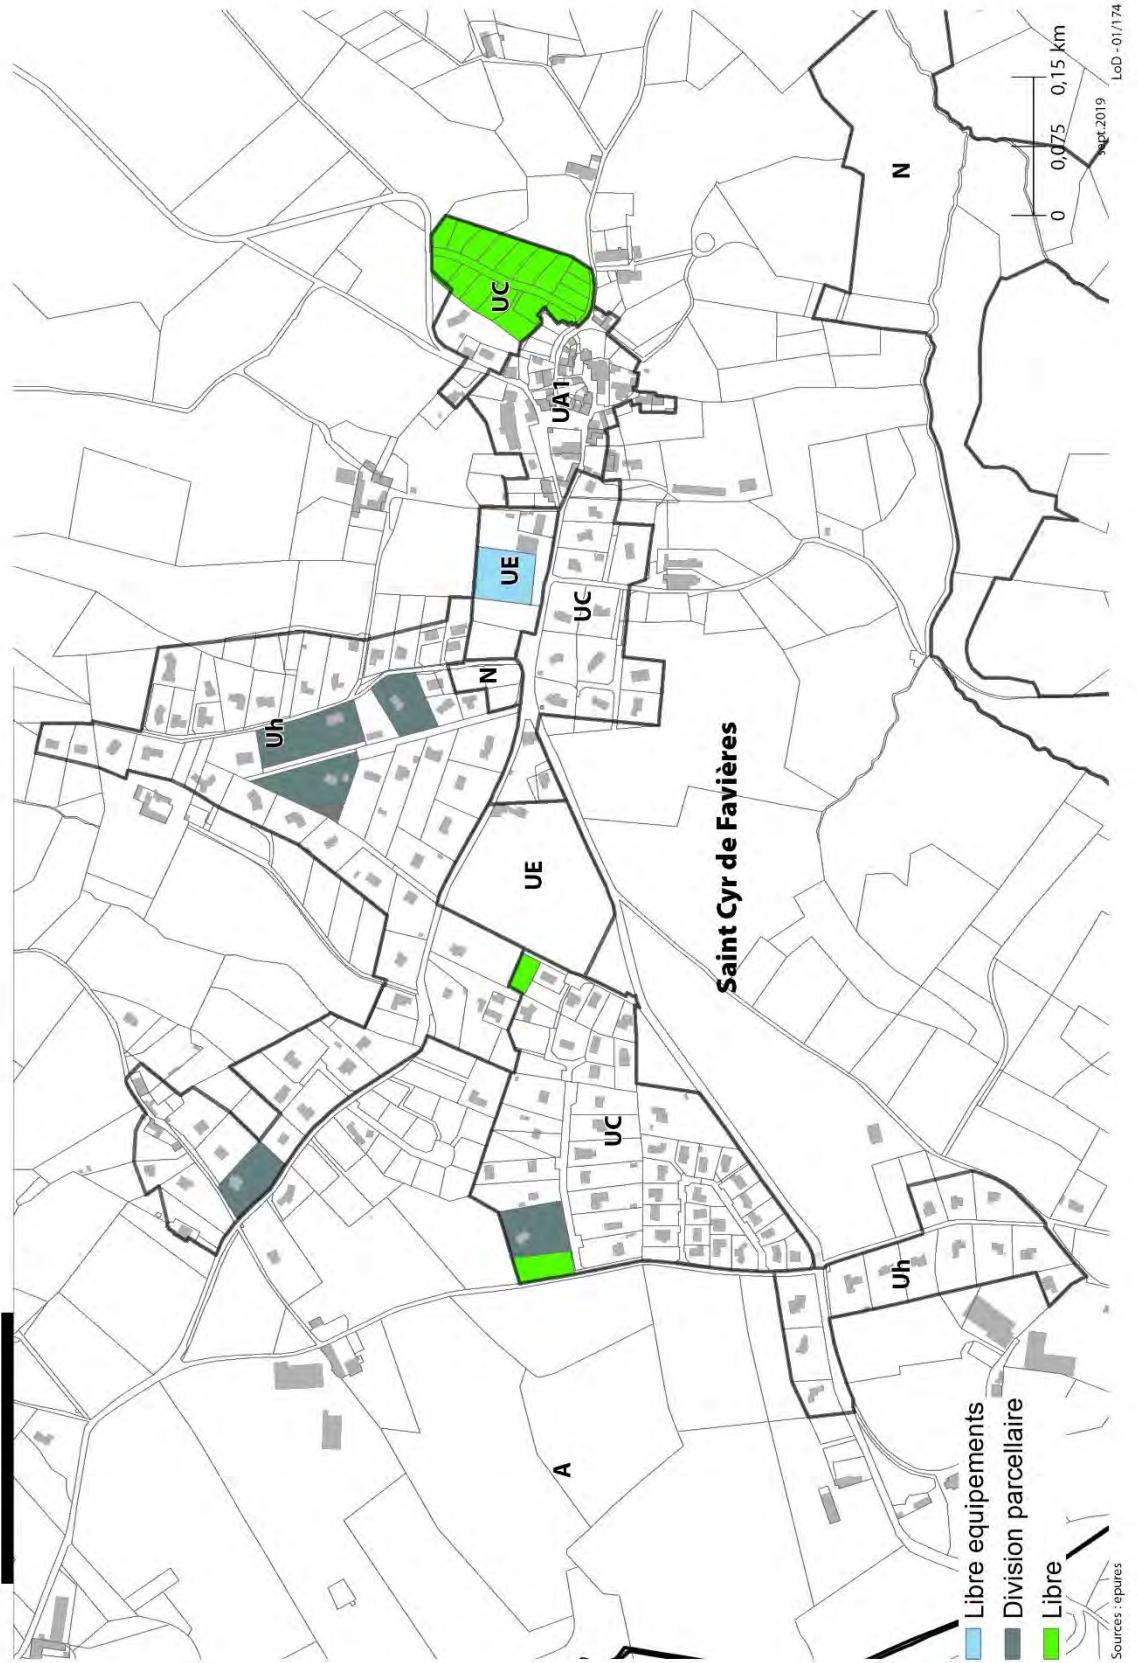 UC
UA1
N
UE
UC
N
Uh
UE
Saint Cyr de Favières
UC
Uh
A
0 0,075 0,15 km
sept.2019
LoD - 01/174
Libre equipements
Division parcellaire
Libre
Sources : epures